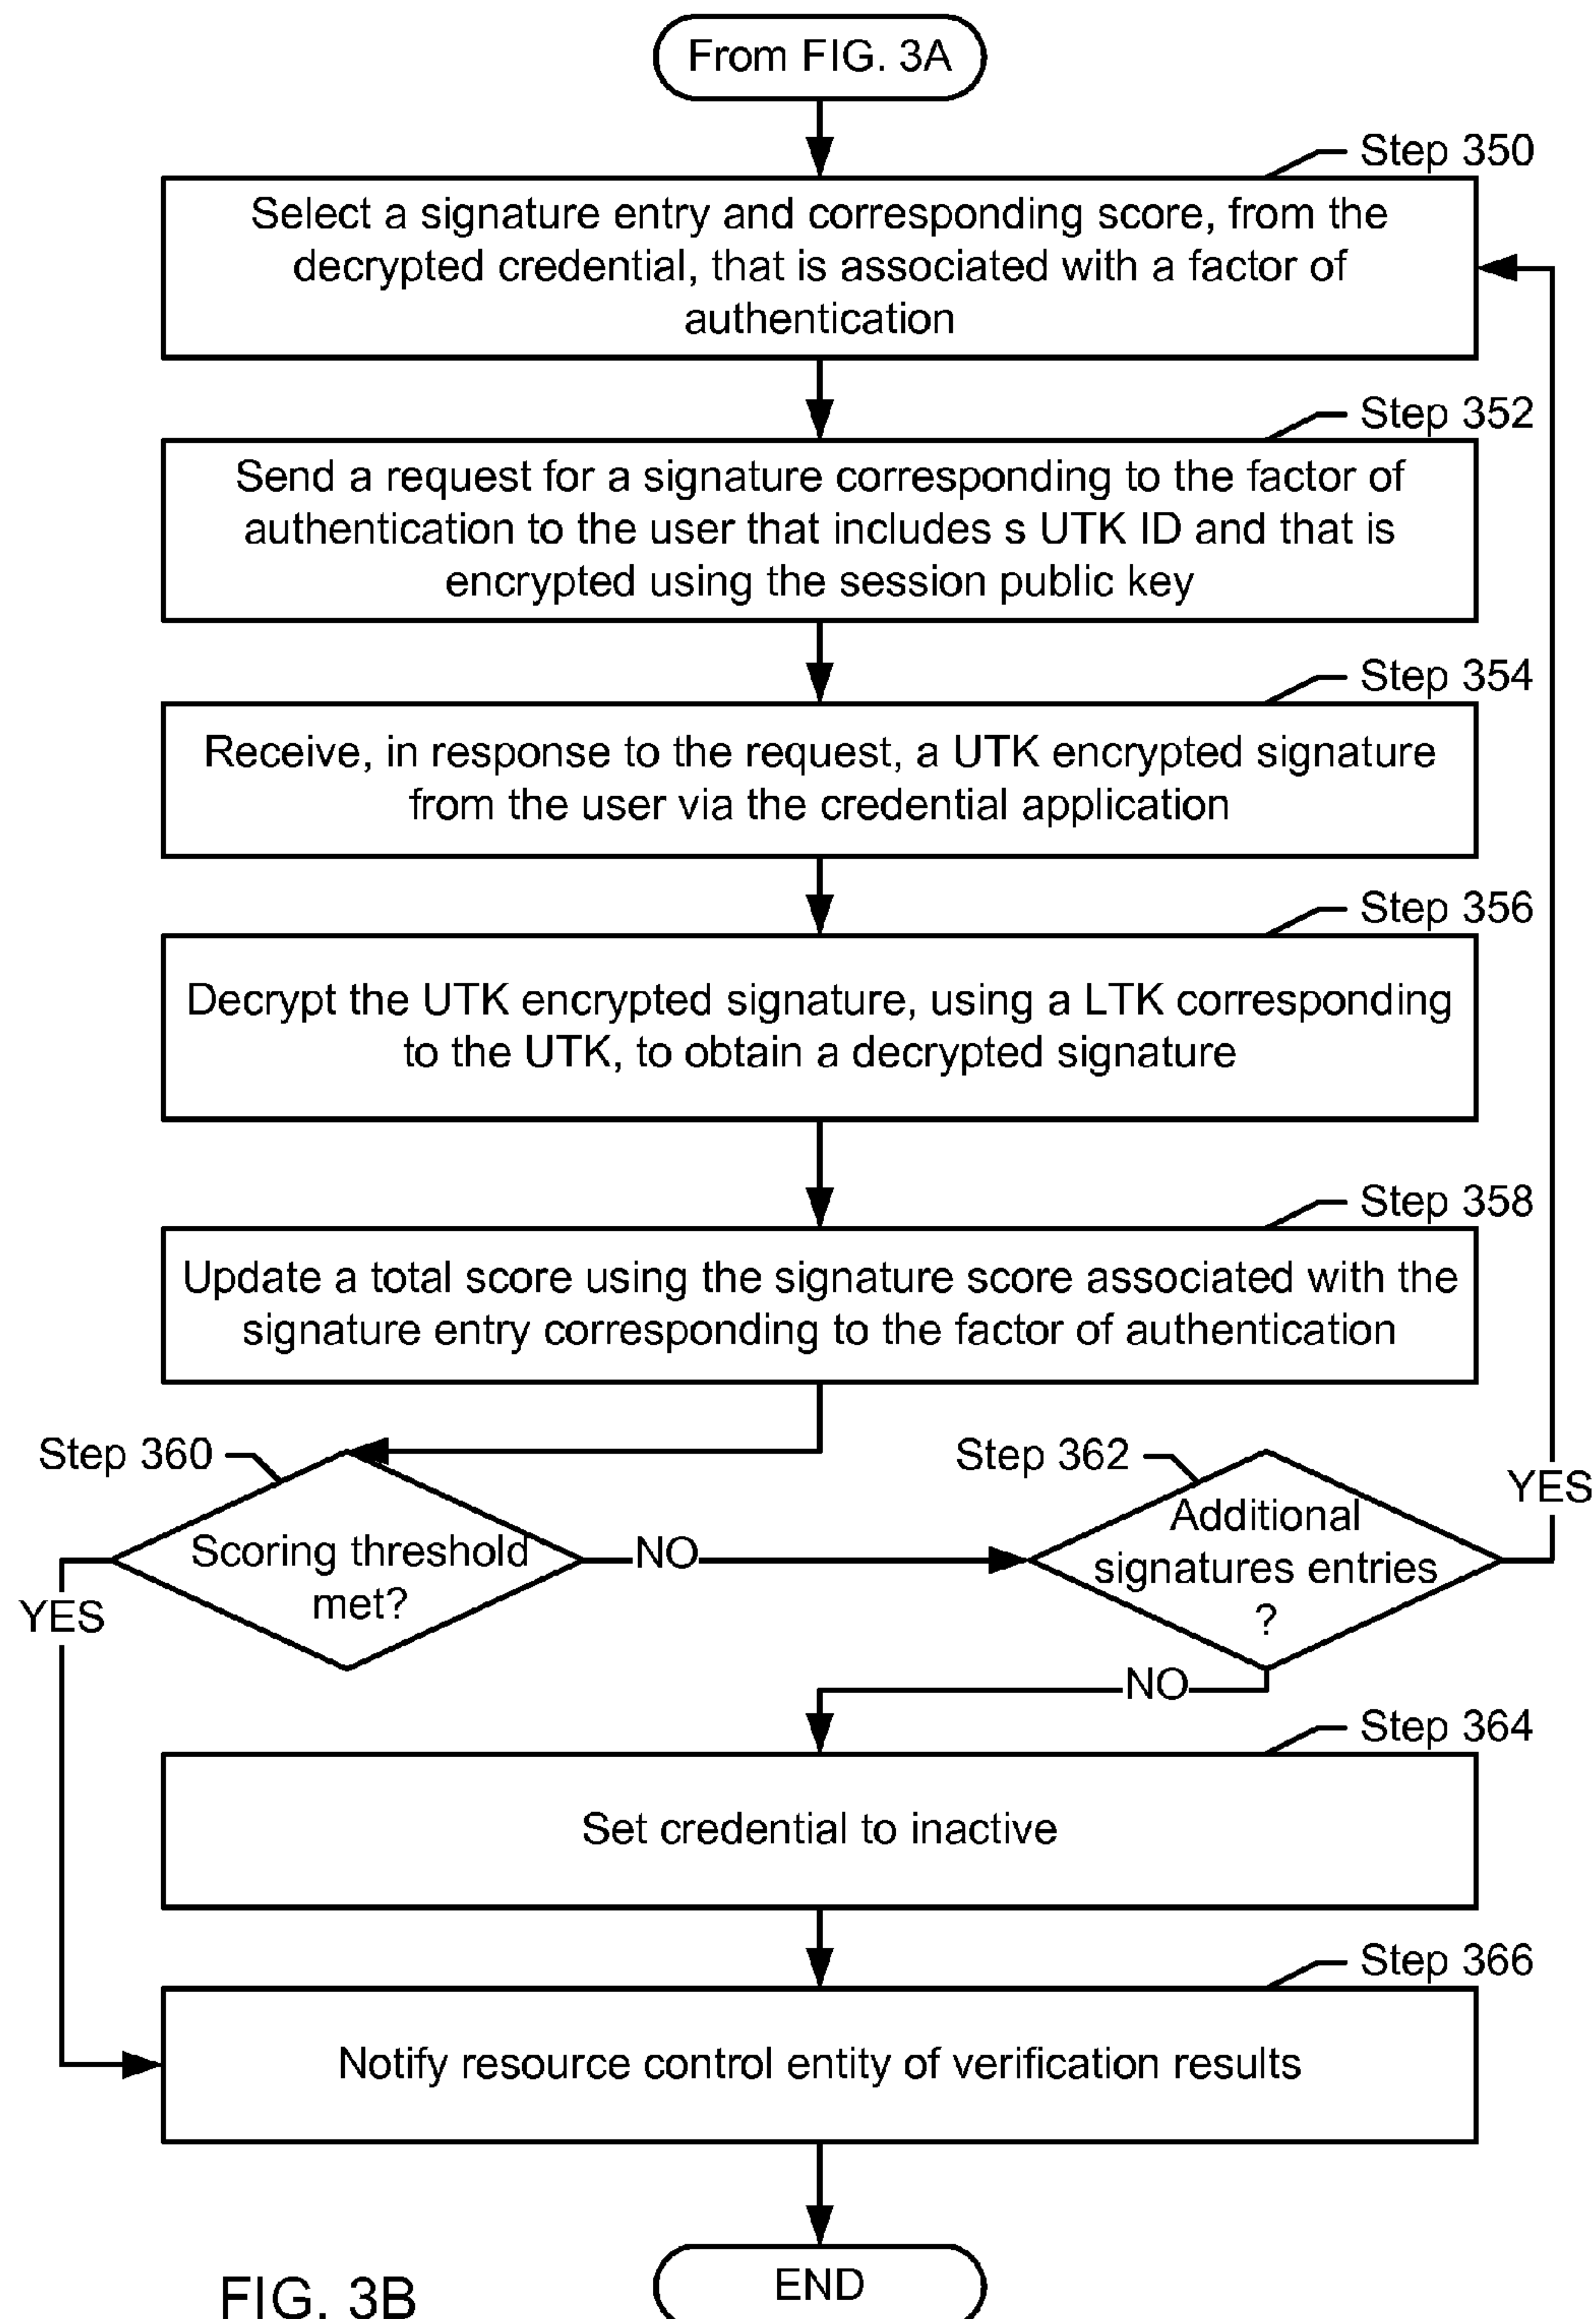 From FIG. 3A
Step 350
Select a signature entry and corresponding score, from the
decrypted credential, that is associated with a factor of
authentication
Step 352
Send a request for a signature corresponding to the factor of
authentication to the user that includes s UTK ID and that is
encrypted using the session public key
Step 354
Receive, in response to the request, a UTK encrypted signature
from the user via the credential application
Step 356
Decrypt the UTK encrypted signature, using a LTK corresponding
to the UTK, to obtain a decrypted signature
Step 358
Update a total score using the signature score associated with the
signature entry corresponding to the factor of authentication
Step 360
Scoring threshold
met?
YES
NO
Step 362
Additional
signatures entries
?
YES
NO
Step 364
Set credential to inactive
Step 366
Notify resource control entity of verification results
END
FIG. 3B